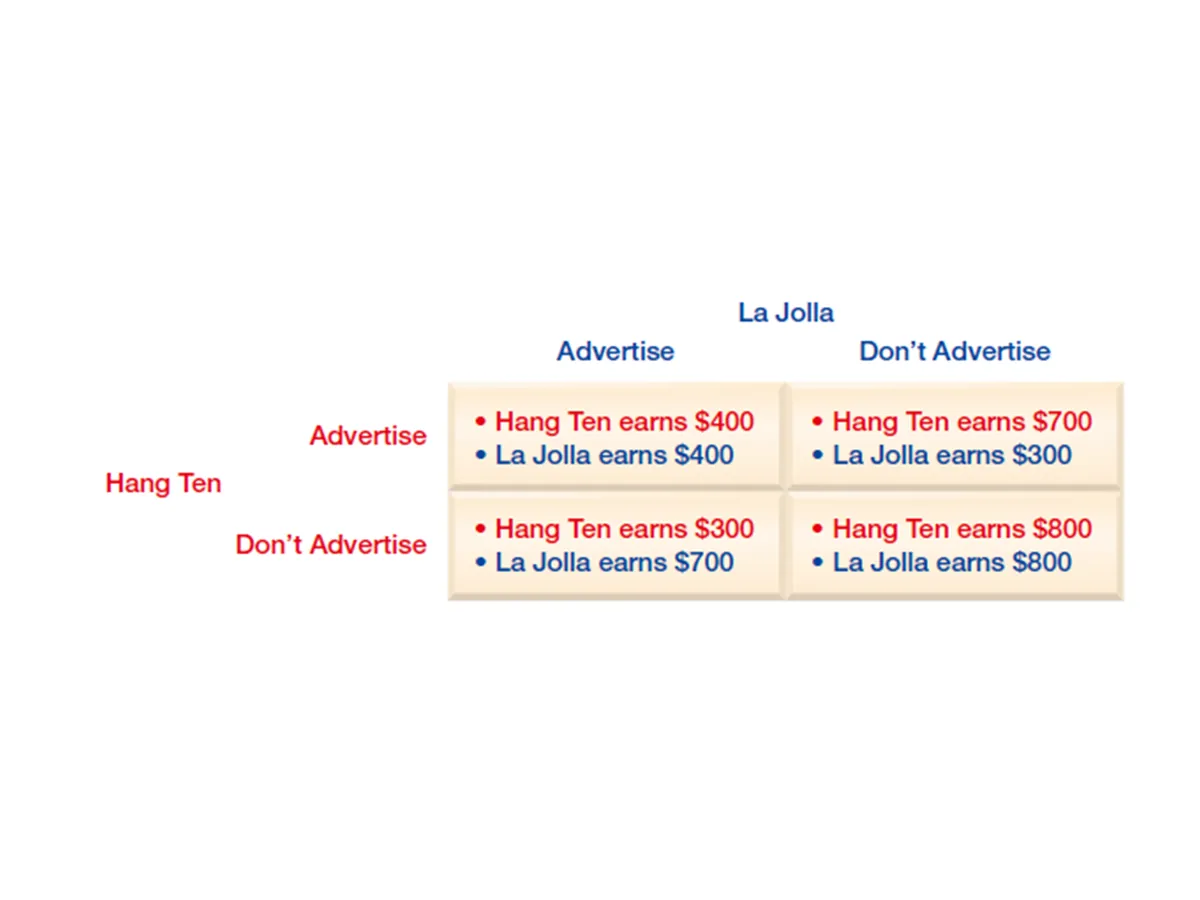 La Jolla
Advertise Don’t Advertise
Advertise
• Hang Ten earns $400
• La Jolla earns $400
• Hang Ten earns $700
• La Jolla earns $300
Hang Ten
Don’t Advertise
• Hang Ten earns $300
• La Jolla earns $700
• Hang Ten earns $800
• La Jolla earns $800